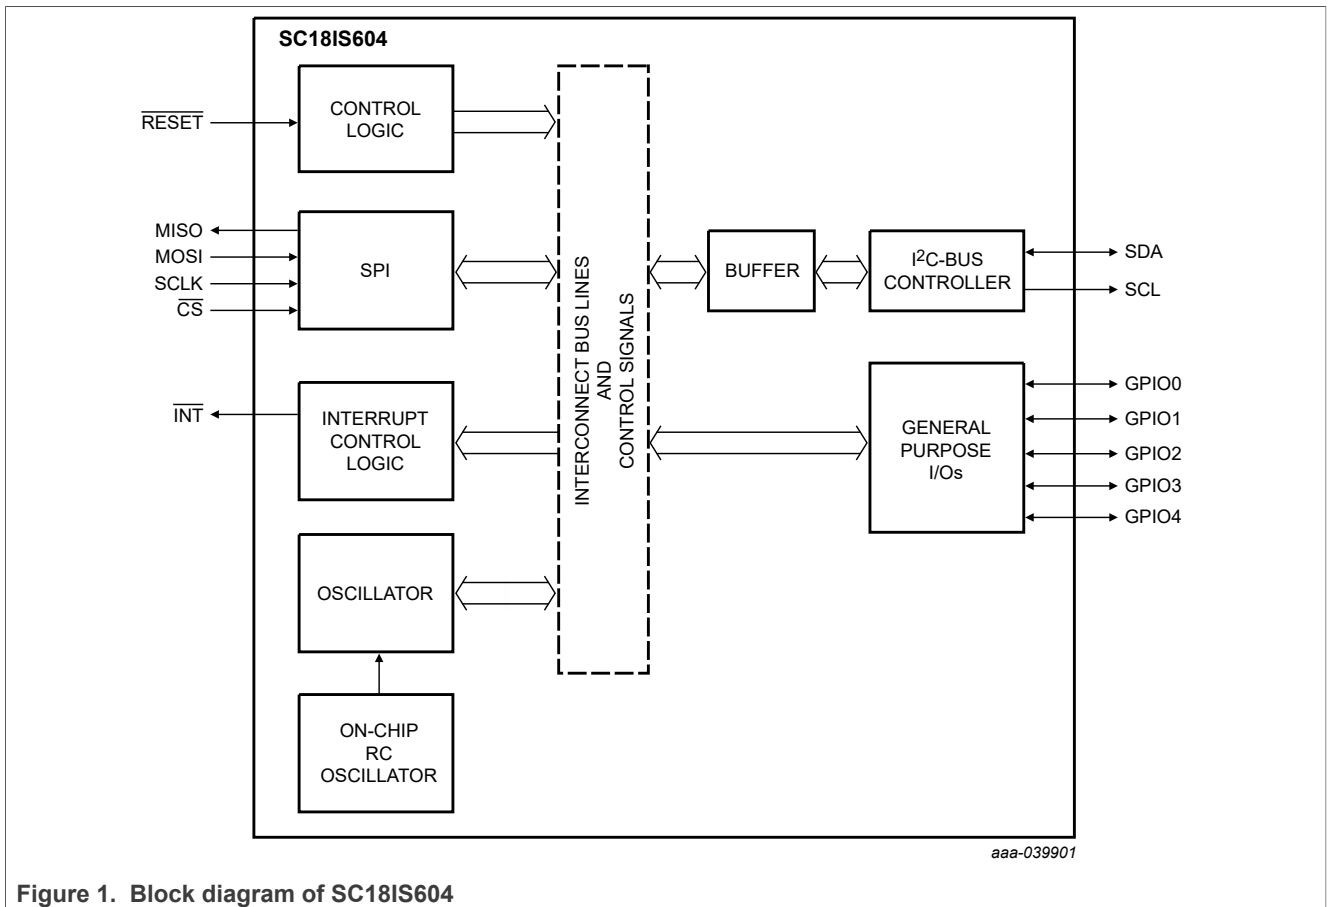 SC18IS604
CONTROL
LOGIC
RESET
MISO
MOSI
SCLK
CS
SPI
INT
INTERRUPT
CONTROL
LOGIC
OSCILLATOR
ON-CHIP
RC
OSCILLATOR
INTERCONNECT BUS LINES
AND
CONTROL SIGNALS
BUFFER
I²C-BUS
CONTROLLER
SDA
SCL
GENERAL
PURPOSE
I/Os
GPIO0
GPIO1
GPIO2
GPIO3
GPIO4
aaa-039901
Figure 1. Block diagram of SC18IS604